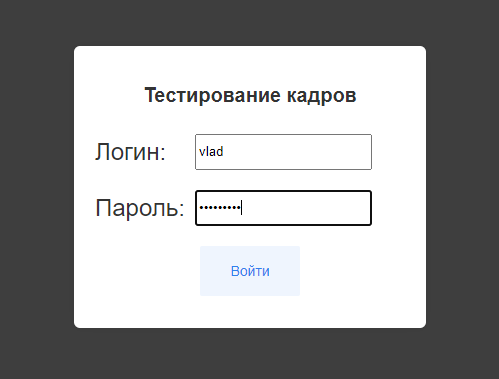 Тестирование кадров
Логин: vlad
Пароль: •••••••••
Войти